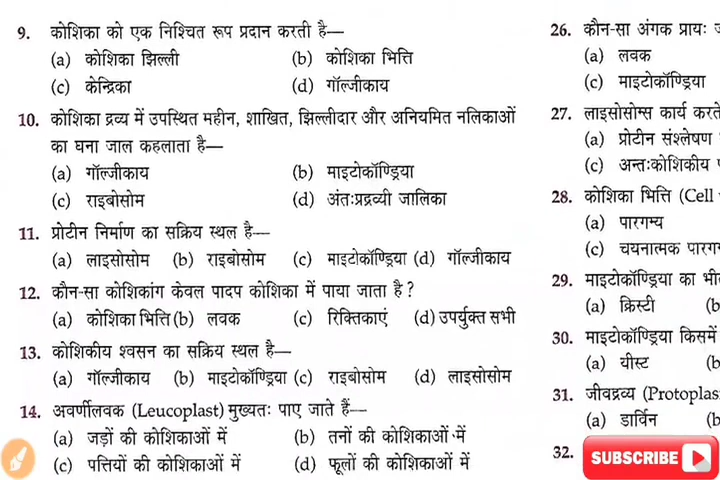 9. कोशिका को एक निश्चित रूप प्रदान करती है—
(a) कोशिका झिल्ली (b) कोशिका भित्ति
(c) केन्द्रिका (d) गॉल्जीकाय
10. कोशिका द्रव्य में उपस्थित महीन, शाखित, झिल्लीदार और अनियमित नलिकाओं
का घना जाल कहलाता है—
(a) गॉल्जीकाय (b) माइटोकॉण्ड्रिया
(c) राइबोसोम (d) अंतःप्रद्रव्यी जालिका
11. प्रोटीन निर्माण का सक्रिय स्थल है—
(a) लाइसोसोम (b) राइबोसोम (c) माइटोकॉण्ड्रिया (d) गॉल्जीकाय
12. कौन-सा कोशिकांग केवल पादप कोशिका में पाया जाता है ?
(a) कोशिका भित्ति (b) लवक (c) रिक्तिकाएं (d) उपर्युक्त सभी
13. कोशिकीय श्वसन का सक्रिय स्थल है—
(a) गॉल्जीकाय (b) माइटोकॉण्ड्रिया (c) राइबोसोम (d) लाइसोसोम
14. अवर्णीलवक (Leucoplast) मुख्यतः पाए जाते हैं—
(a) जड़ों की कोशिकाओं में (b) तनों की कोशिकाओं में
(c) पत्तियों की कोशिकाओं में (d) फूलों की कोशिकाओं में
26. कौन-सा अंगक प्रायः
(a) लवक
(c) माइटोकॉण्ड्रिया
27. लाइसोसोम्स कार्य करते
(a) प्रोटीन संश्लेषण
(c) अन्तःकोशिकीय
28. कोशिका भित्ति (Cell
(a) पारगम्य
(c) चयनात्मक
29. माइटोकॉण्ड्रिया का
(a) क्रिस्टी (b
30. माइटोकॉण्ड्रिया किसमें
(a) यीस्ट (b
31. जीवद्रव्य (Protoplas
(a) डार्विन (b
32.
SUBSCRIBE